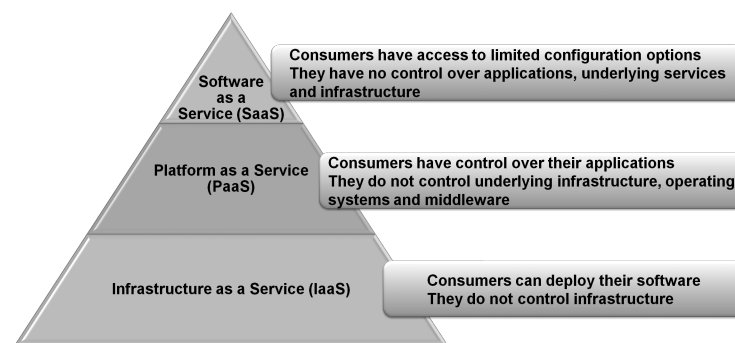 Software
as a
Service (SaaS)
Consumers have access to limited configuration options
They have no control over applications, underlying services
and infrastructure
Platform as a Service
(PaaS)
Consumers have control over their applications
They do not control underlying infrastructure, operating
systems and middleware
Infrastructure as a Service (IaaS)
Consumers can deploy their software
They do not control infrastructure